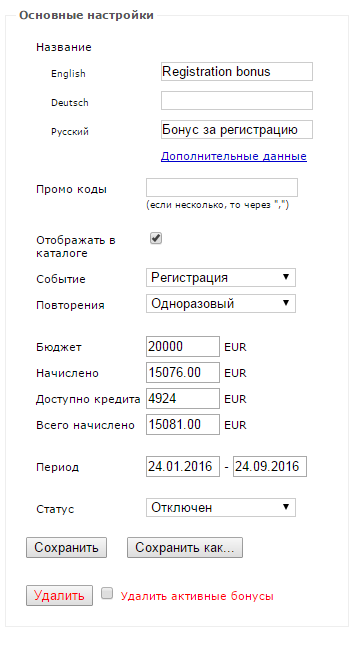 Основные настройки
Название
English Registration bonus
Deutsch
Русский Бонус за регистрацию
Дополнительные данные
Промо коды
(если несколько, то через ",")
Отображать в
каталоге
Событие Регистрация
Повторения Одноразовый
Бюджет 20000 EUR
Начислено 15076.00 EUR
Доступно кредита 4924 EUR
Всего начислено 15081.00 EUR
Период 24.01.2016 - 24.09.2016
Статус Отключен
Сохранить Сохранить как...
Удалить Удалить активные бонусы